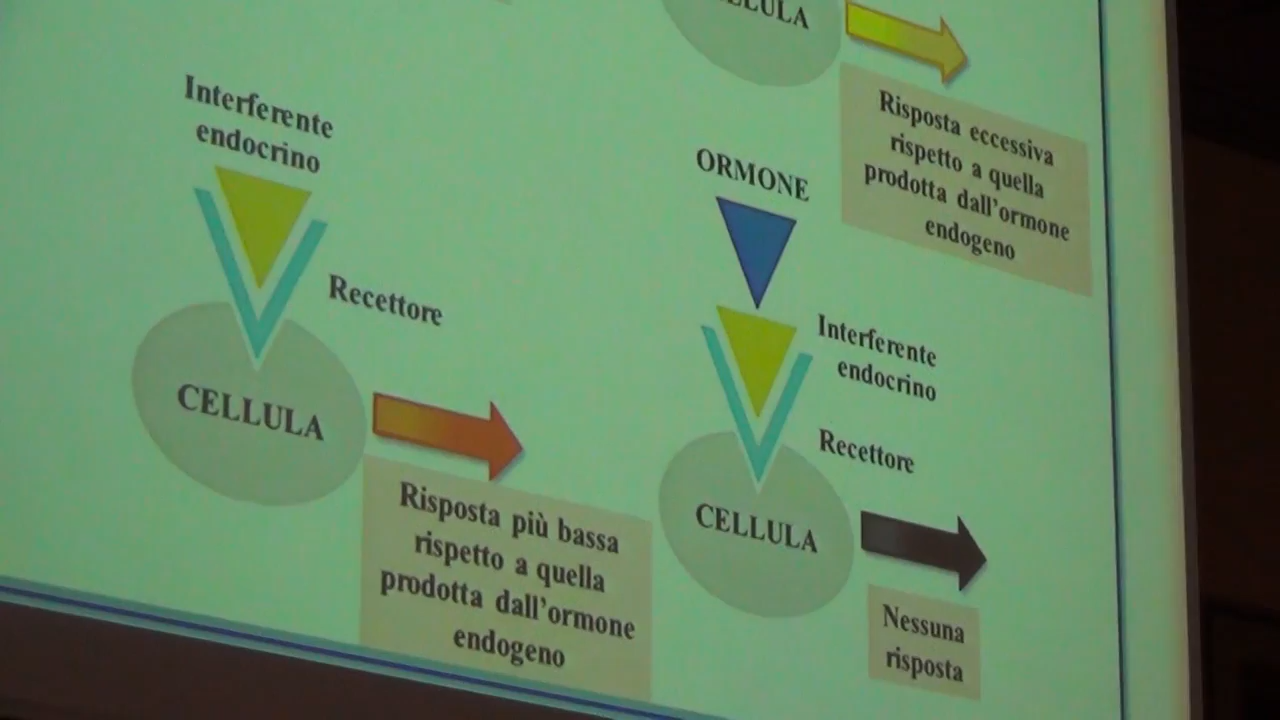 Interferente
endocrino
Recettore
CELLULA
Risposta più bassa
rispetto a quella
prodotta dall'ormone
endogeno
Risposta eccessiva
rispetto a quella
prodotta dall'ormone
endogeno
ORMONE
Interferente
endocrino
Recettore
CELLULA
Nessuna
risposta